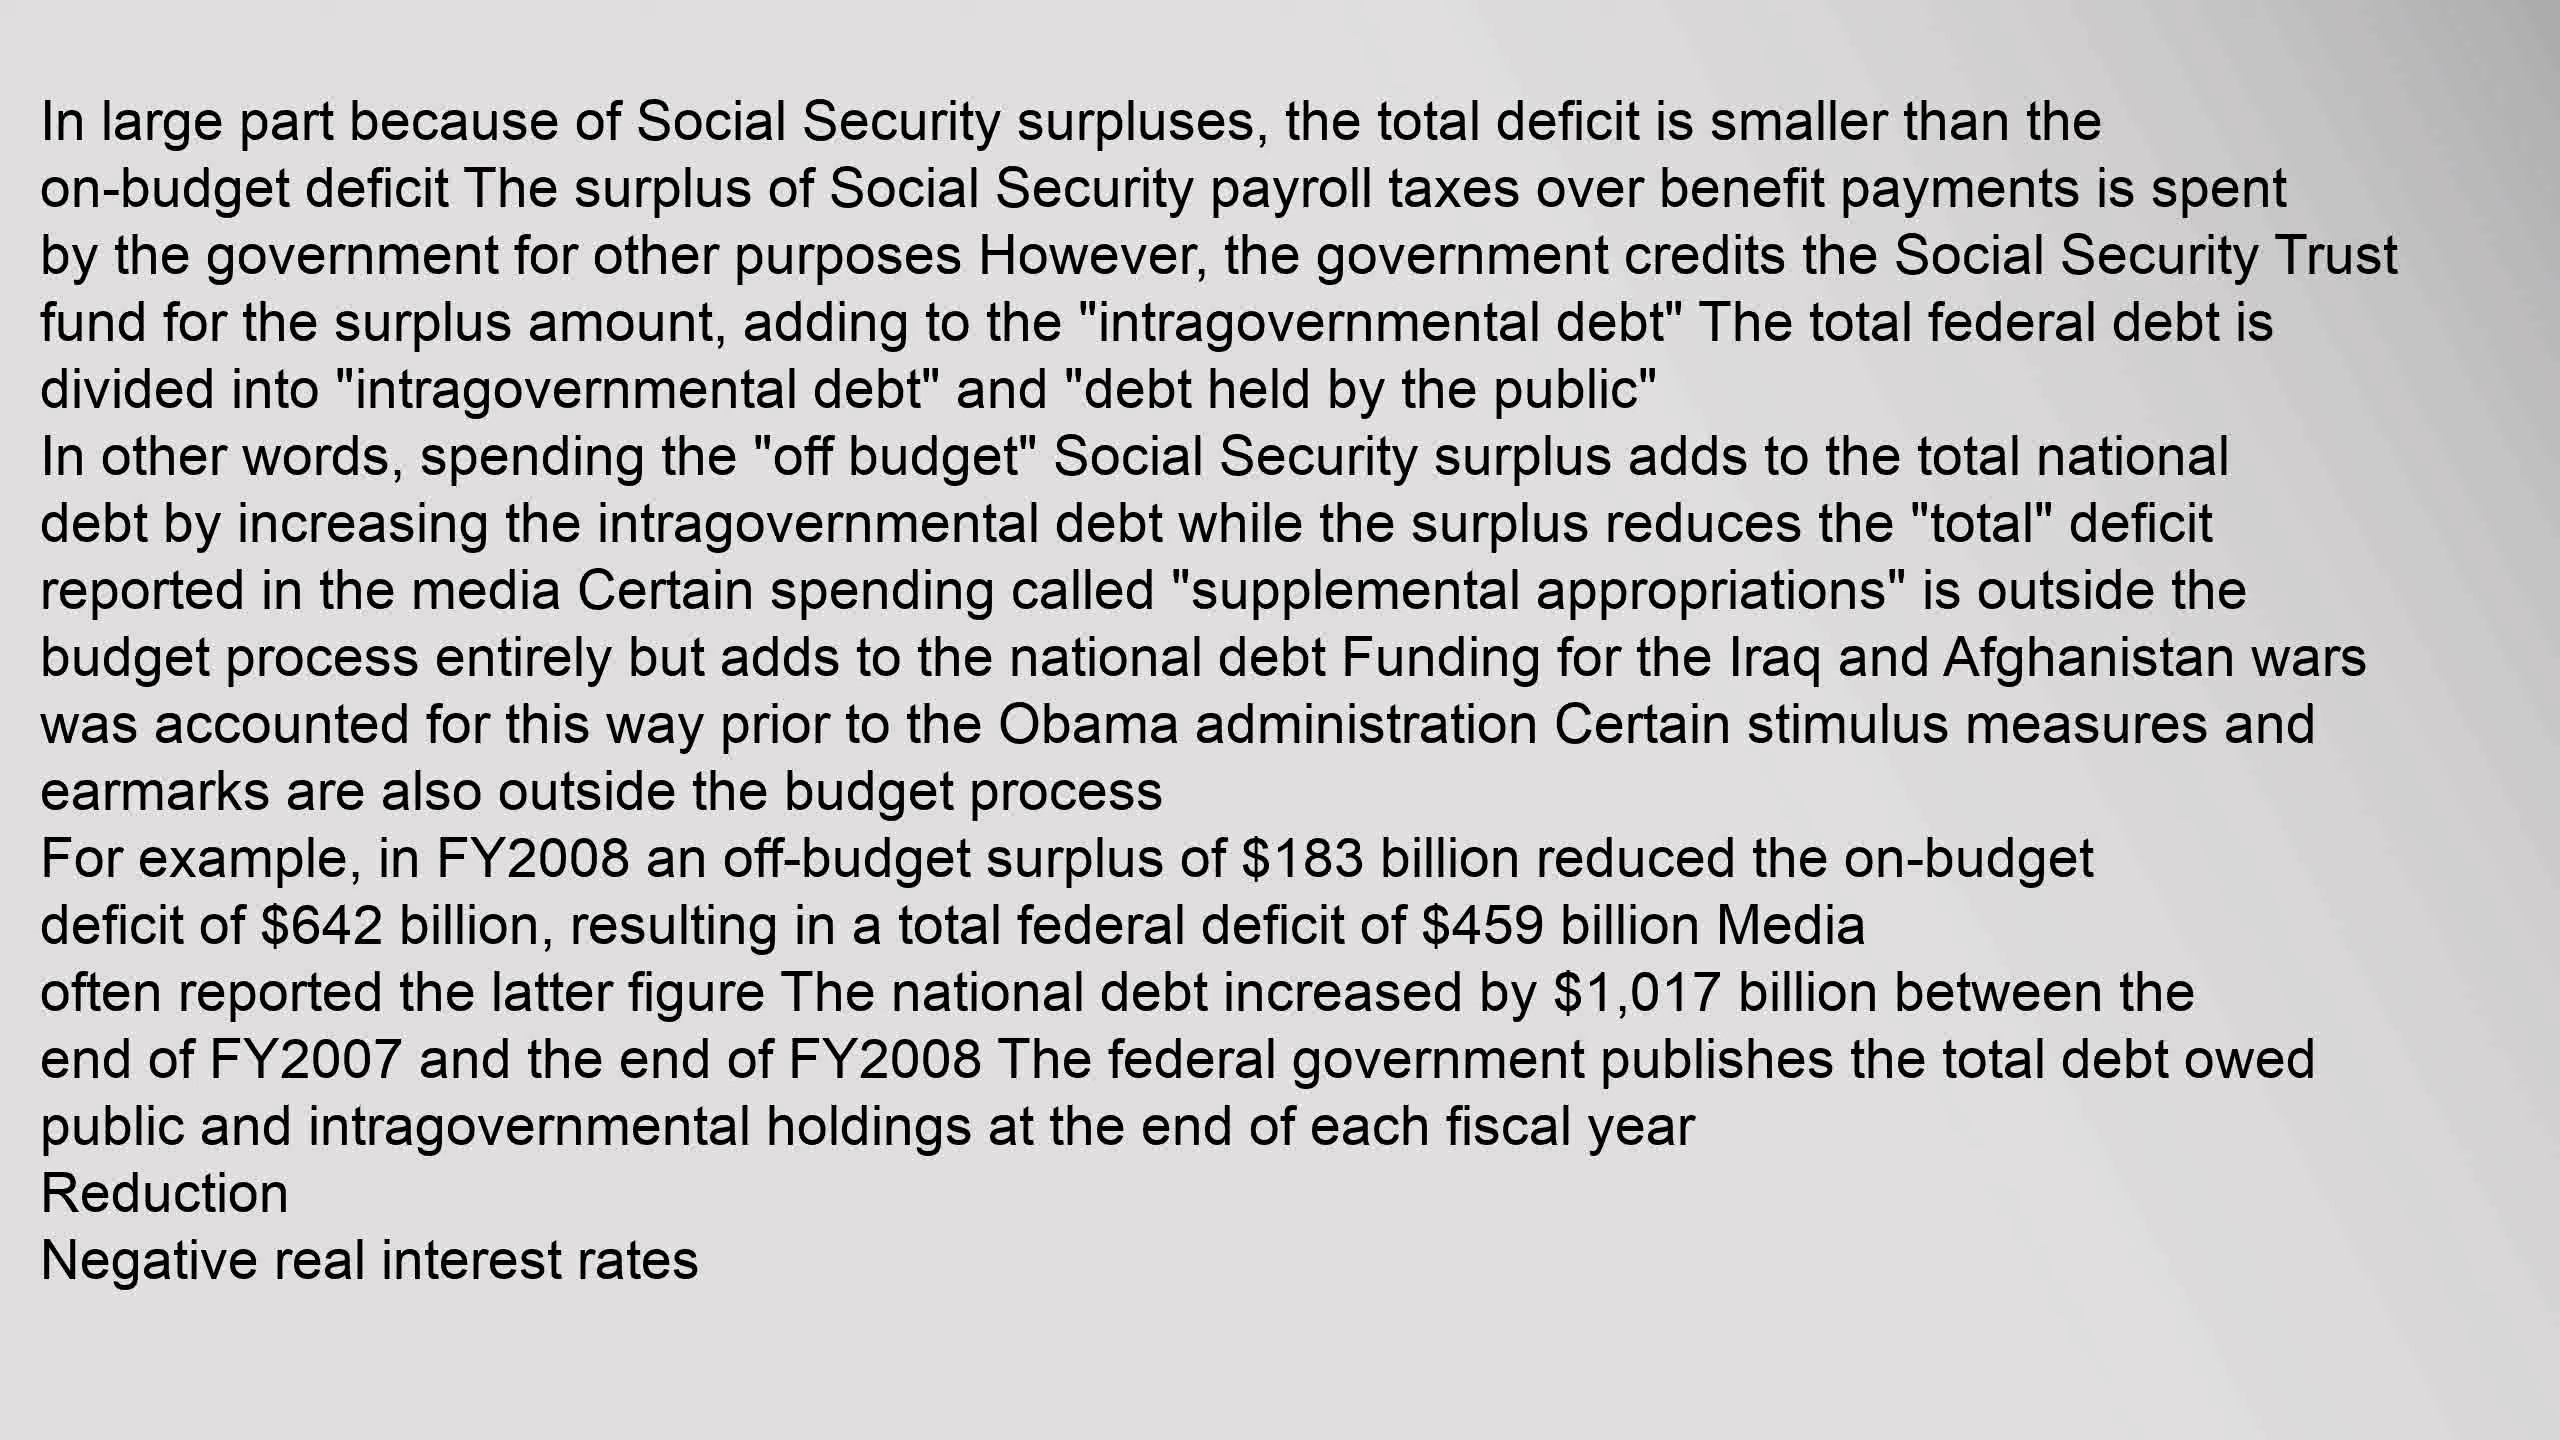 In large part because of Social Security surpluses, the total deficit is smaller than the
on-budget deficit The surplus of Social Security payroll taxes over benefit payments is spent
by the government for other purposes However, the government credits the Social Security Trust
fund for the surplus amount, adding to the "intragovernmental debt" The total federal debt is
divided into "intragovernmental debt" and "debt held by the public"
In other words, spending the "off budget" Social Security surplus adds to the total national
debt by increasing the intragovernmental debt while the surplus reduces the "total" deficit
reported in the media Certain spending called "supplemental appropriations" is outside the
budget process entirely but adds to the national debt Funding for the Iraq and Afghanistan wars
was accounted for this way prior to the Obama administration Certain stimulus measures and
earmarks are also outside the budget process
For example, in FY2008 an off-budget surplus of $183 billion reduced the on-budget
deficit of $642 billion, resulting in a total federal deficit of $459 billion Media
often reported the latter figure The national debt increased by $1,017 billion between the
end of FY2007 and the end of FY2008 The federal government publishes the total debt owed
public and intragovernmental holdings at the end of each fiscal year
Reduction
Negative real interest rates